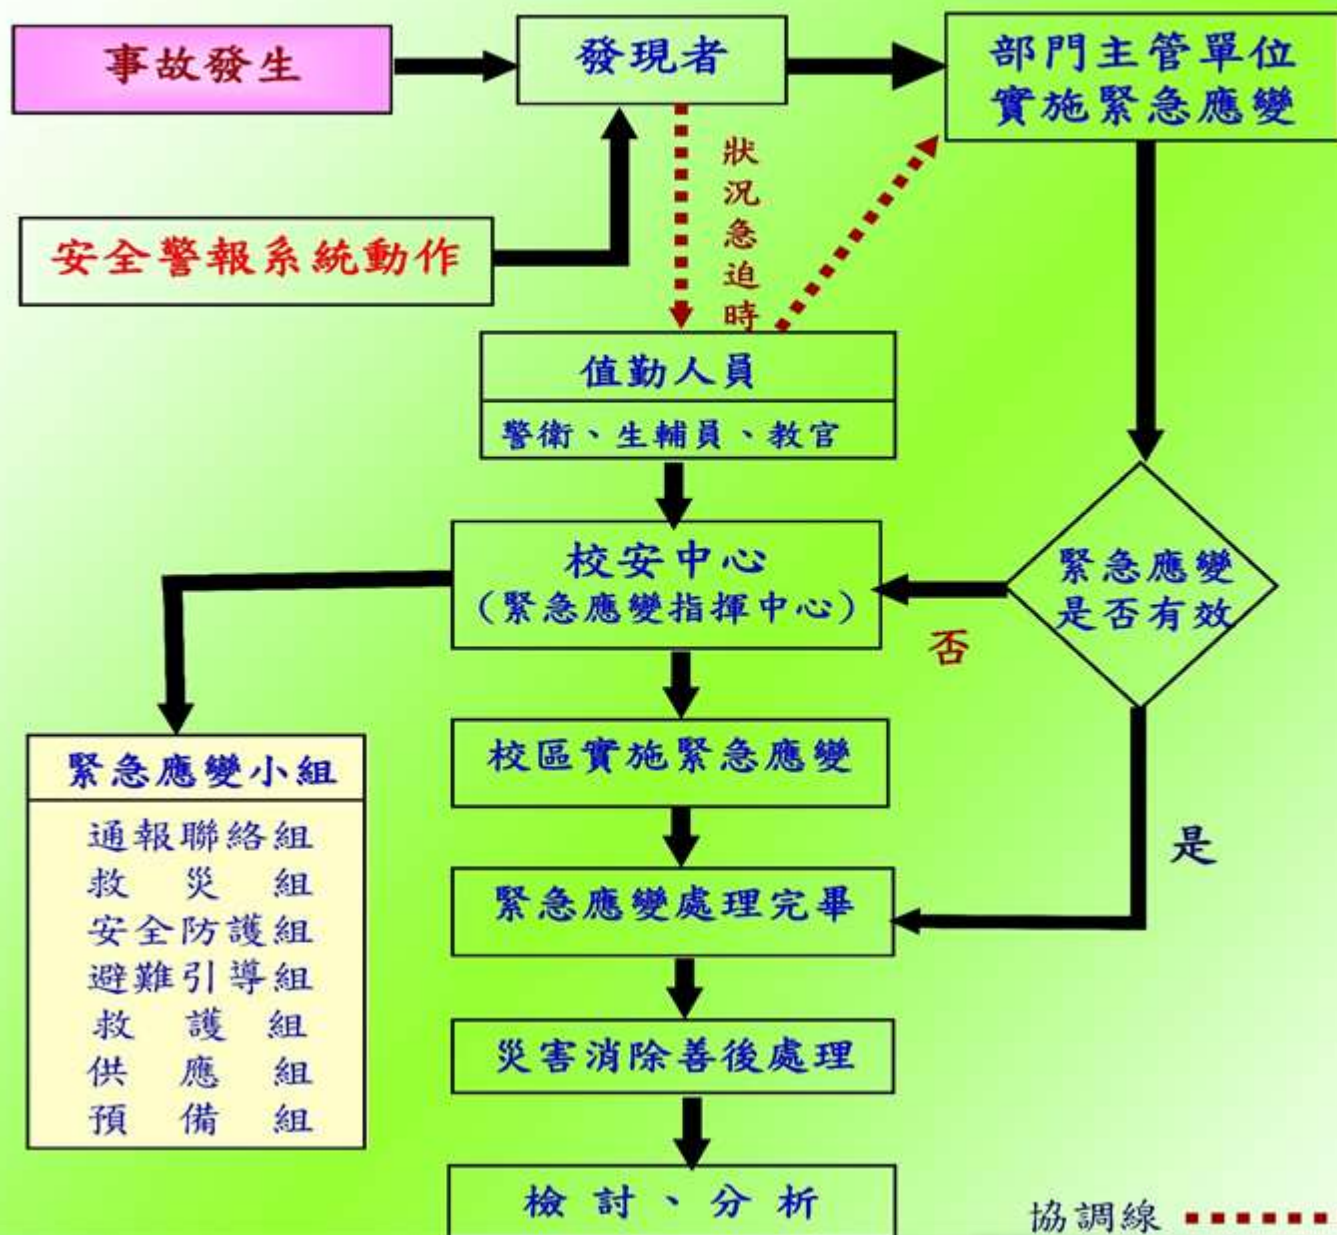 事故發生
發現者
部門主管單位
實施緊急應變
狀況急迫時
安全警報系統動作
值勤人員
警衛、生輔員、教官
校安中心
（緊急應變指揮中心）
緊急應變
是否有效
否
是
緊急應變小組
通報聯絡組
救災組
安全防護組
避難引導組
救護組
供應組
預備組
校區實施緊急應變
緊急應變處理完畢
災害消除善後處理
檢討、分析
協調線